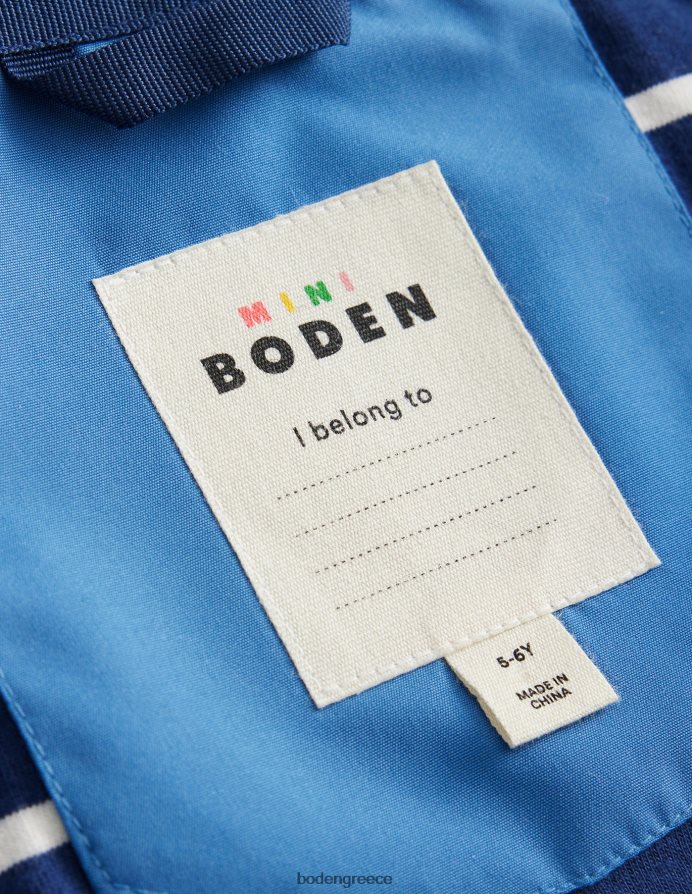 MINI
BODEN
I belong to
5-6Y
MADE IN
CHINA
bodengreece